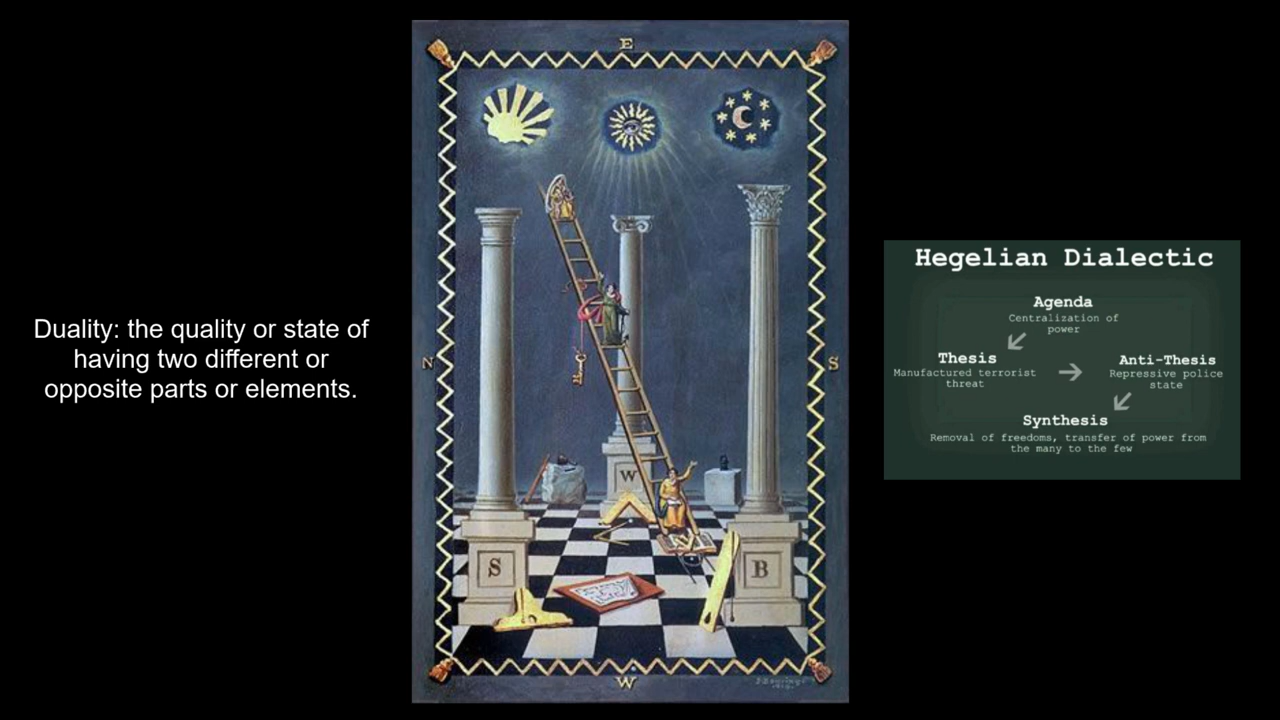 Duality: the quality or state of
having two different or
opposite parts or elements.
E
N
S
W
S
B
W
Hegelian Dialectic
Agenda
Centralization of
power
Thesis
Manufactured terrorist
threat
Anti-Thesis
Repressive police
state
Synthesis
Removal of freedoms, transfer of power from
the many to the few